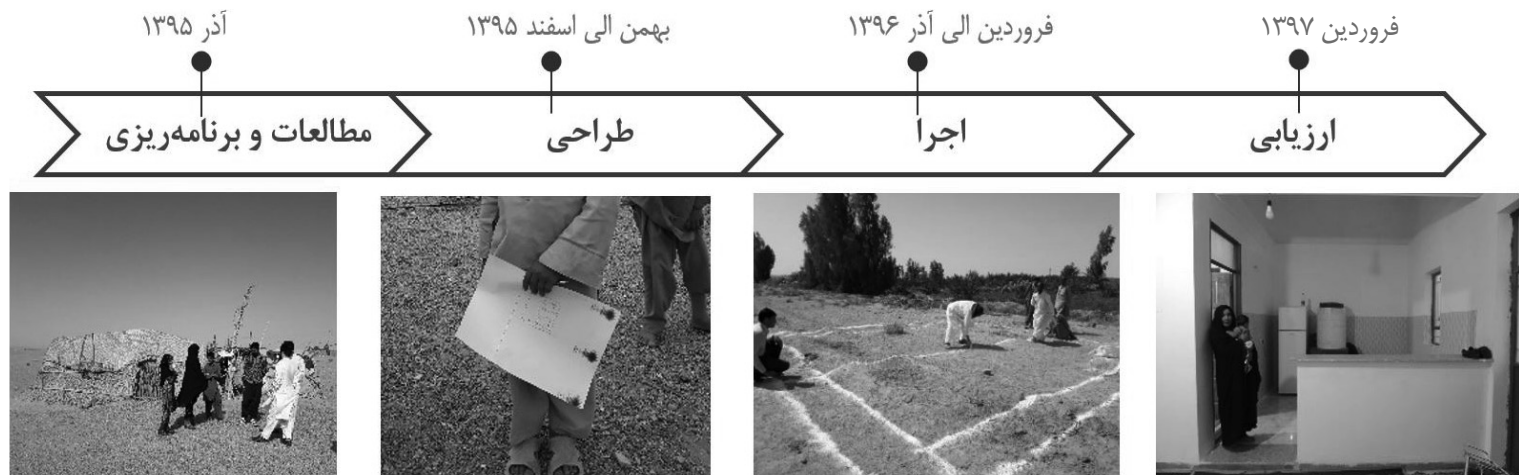 آذر ۱۳۹۵
بهمن الی اسفند ۱۳۹۵
فروردین الی آذر ۱۳۹۶
فروردین ۱۳۹۷
مطالعات و برنامه‌ریزی
طراحی
اجرا
ارزیابی